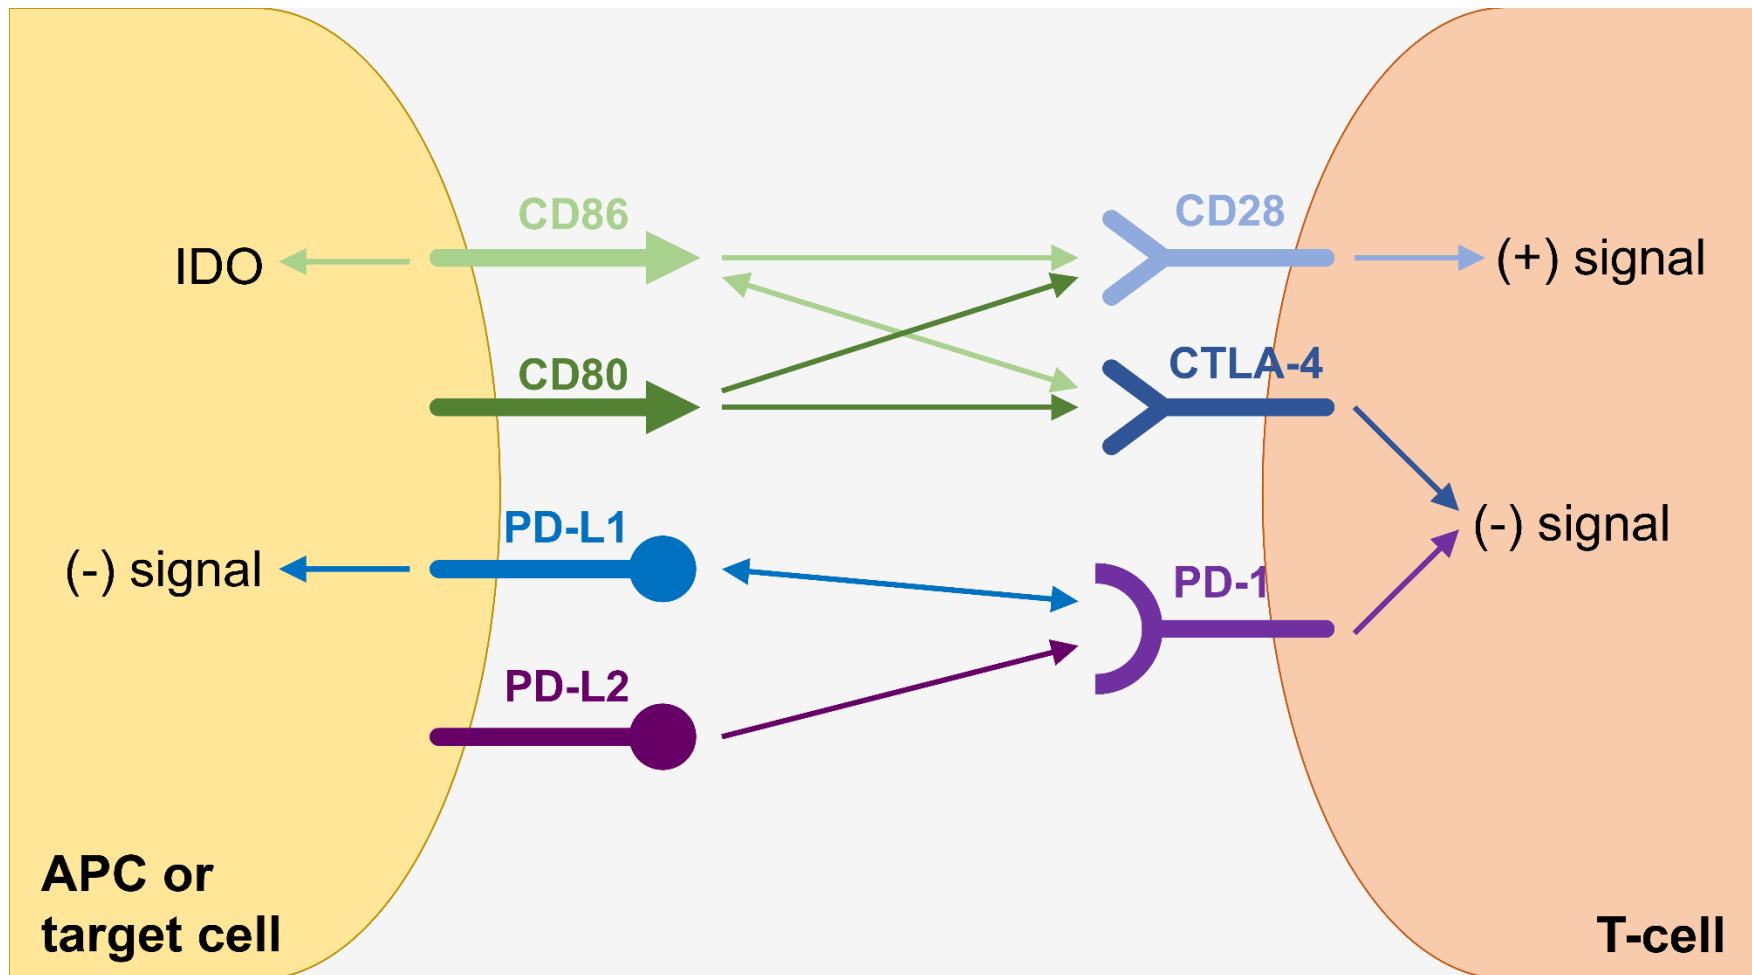 CD86
CD28
IDO
(+) signal
CD80
CTLA-4
PD-L1
(-) signal
(-) signal
PD-1
PD-L2
APC or
target cell
T-cell